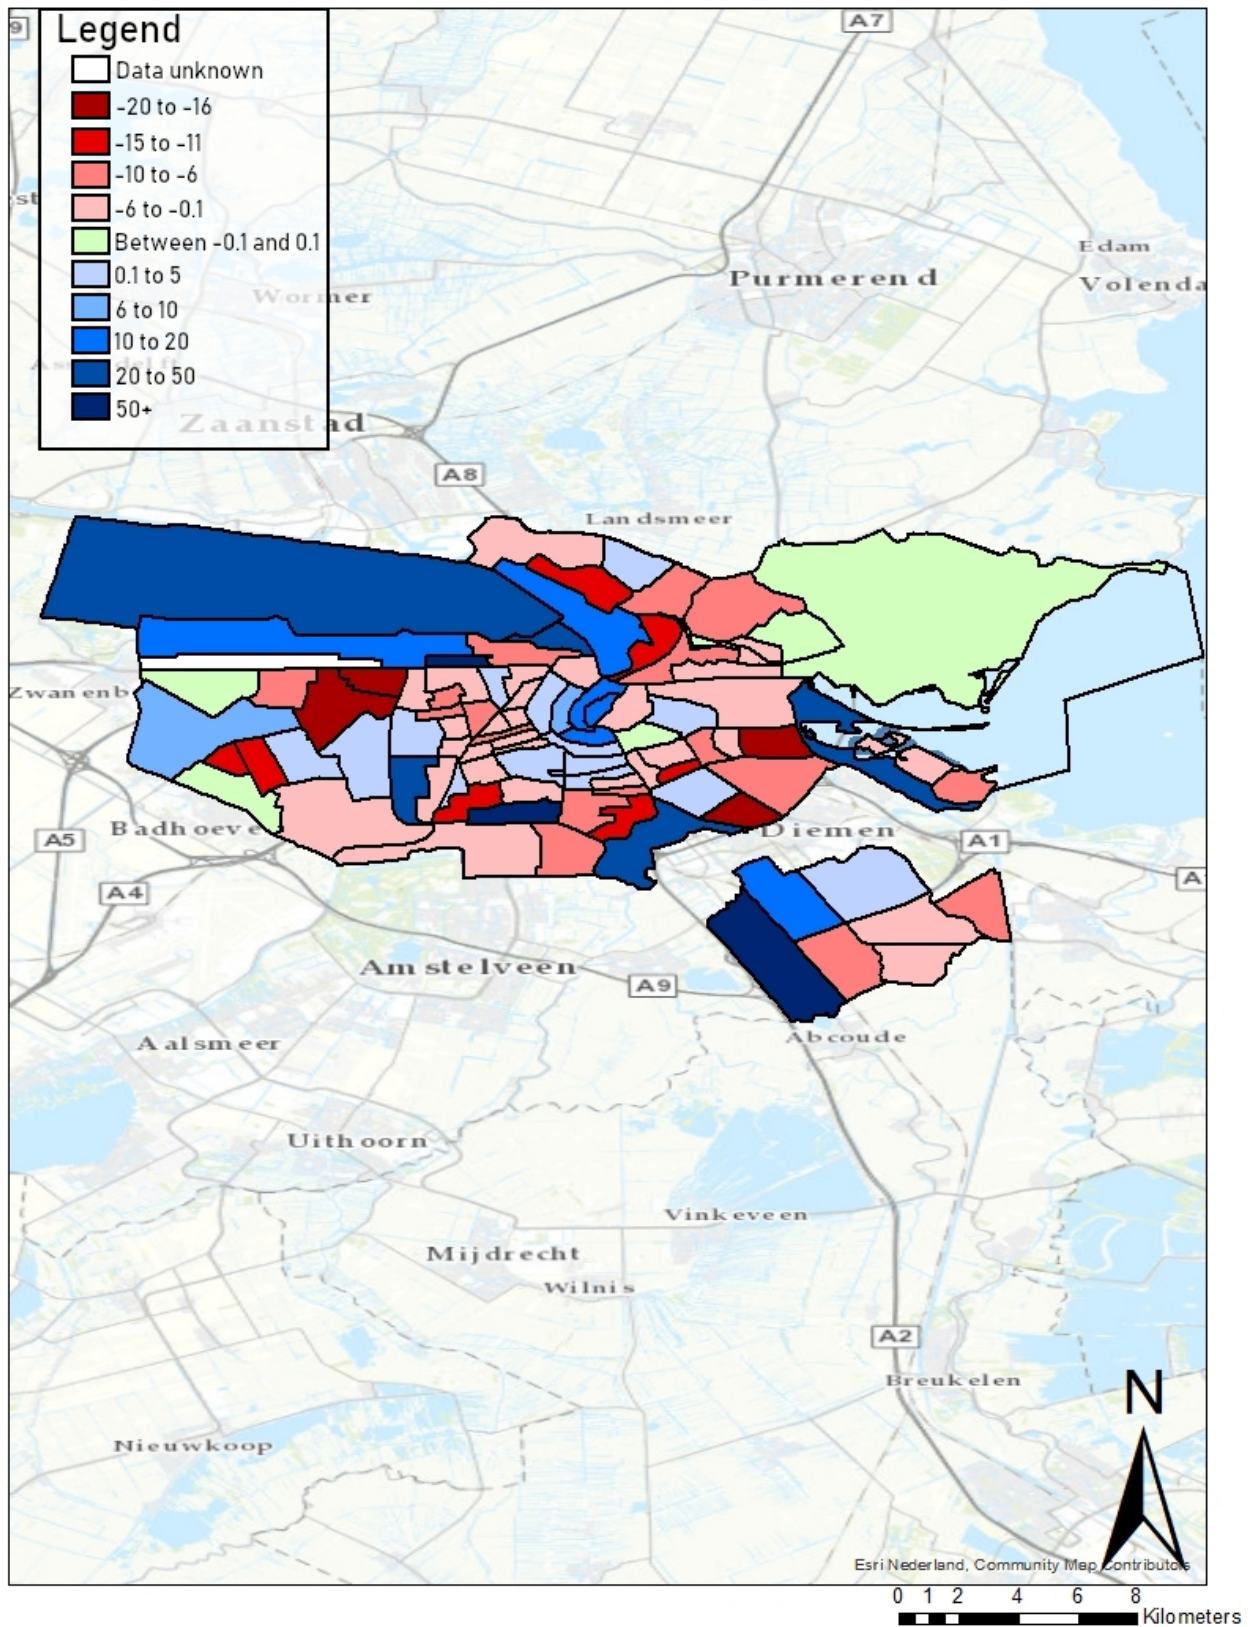 Legend
Data unknown
-20 to -16
-15 to -11
-10 to -6
-6 to -0.1
Between -0.1 and 0.1
0.1 to 5
6 to 10
10 to 20
20 to 50
50+
A7
Edam
Purmerend
Volenda
Wormer
Zaanstad
A8
Landsmeer
Zwanenb
Badhoeve
Diemen
A5
A1
A4
A
Amstelveen
A9
Abcoude
Aalsmeer
Uithoorn
Vinkeveen
Mijdrecht
Wilnis
A2
Breukelen
N
Nieuwkoop
Esri Nederland, Community Map Contributors
0 1 2 4 6 8
Kilometers